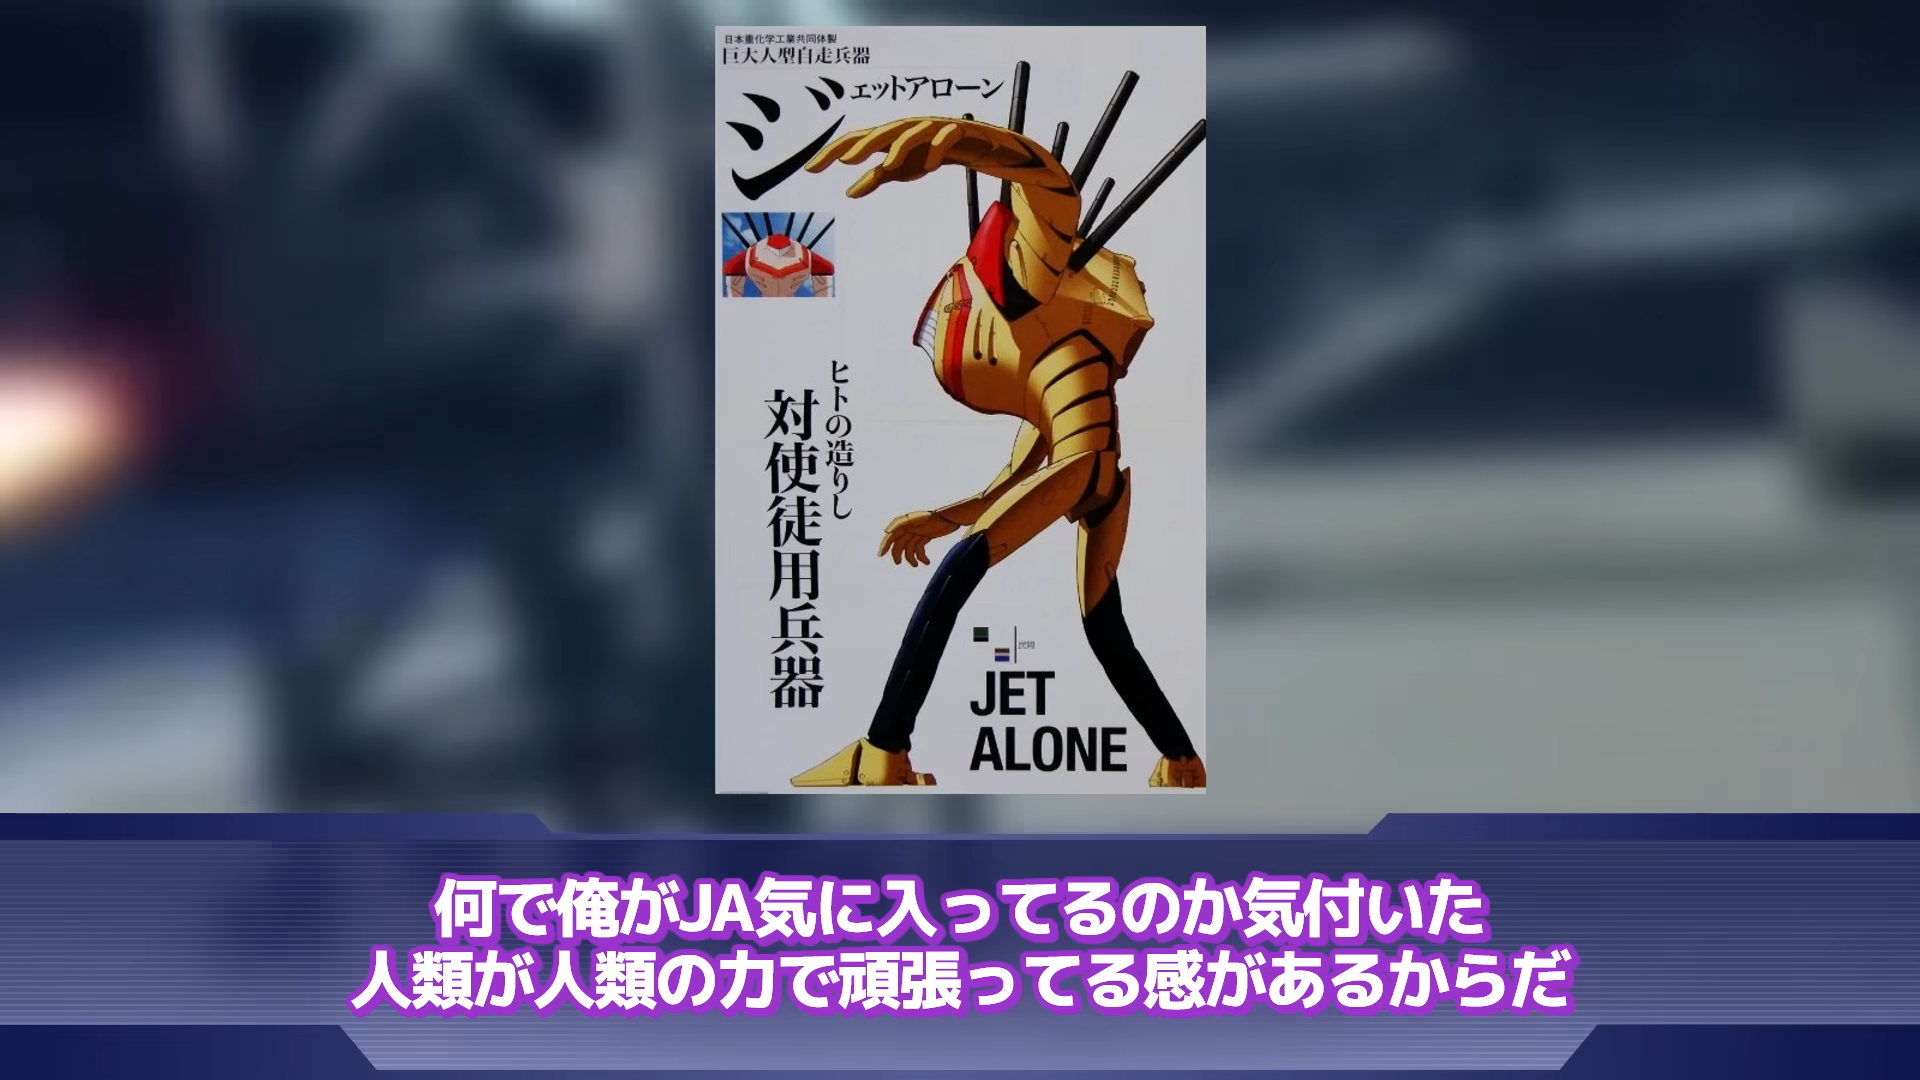 日本重化学工業共同体製
巨大人型自走兵器
ジェットアローン
ヒトの造りし
対使徒用兵器
JET
ALONE
何で俺がJA気に入ってるのか気付いた
人類が人類の力で頑張ってる感があるからだ